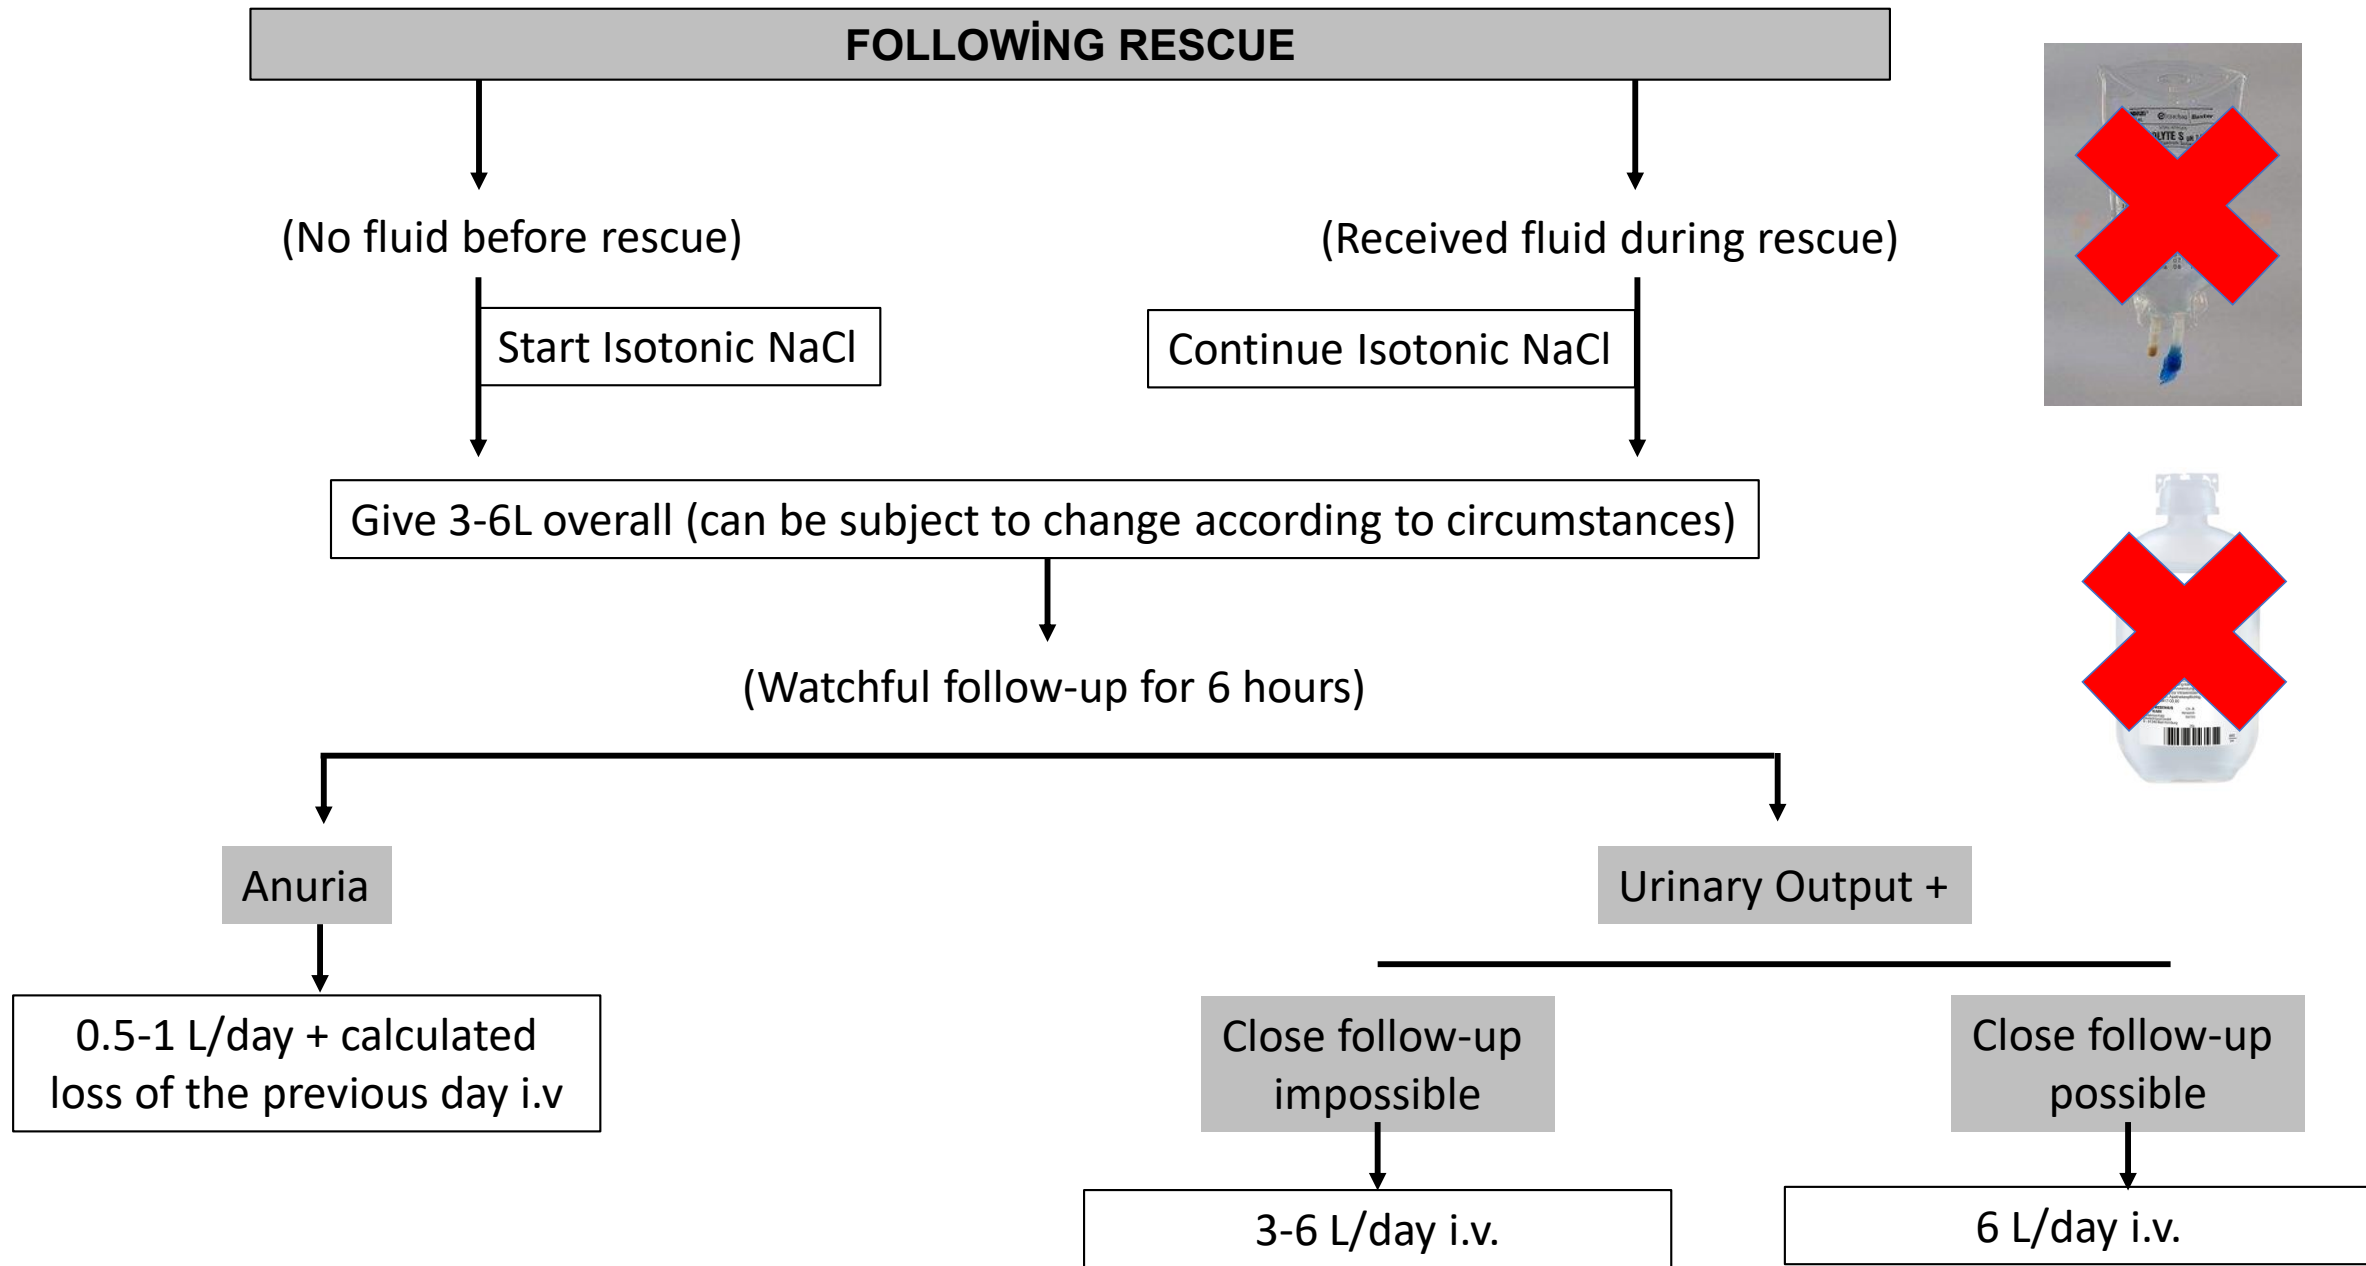 FOLLOWİNG RESCUE
(No fluid before rescue)
(Received fluid during rescue)
Start Isotonic NaCl
Continue Isotonic NaCl
Give 3-6L overall (can be subject to change according to circumstances)
(Watchful follow-up for 6 hours)
Anuria
Urinary Output +
0.5-1 L/day + calculated
loss of the previous day i.v
Close follow-up
impossible
Close follow-up
possible
3-6 L/day i.v.
6 L/day i.v.
Baxter